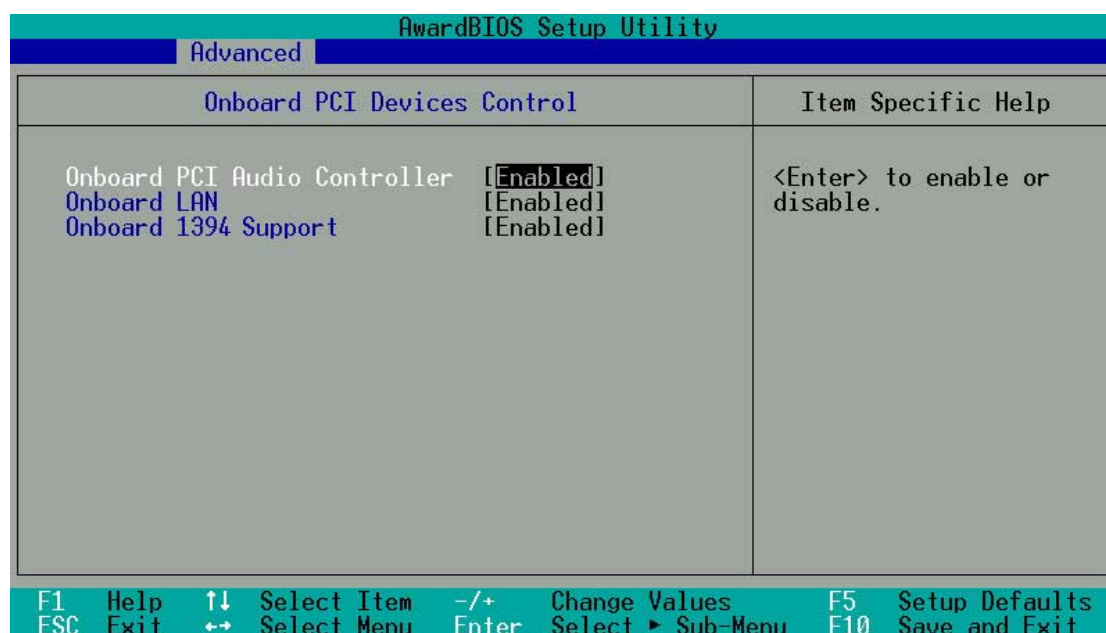 AwardBIOS Setup Utility
Advanced
Onboard PCI Devices Control
Item Specific Help
Onboard PCI Audio Controller [Enabled]
Onboard LAN [Enabled]
Onboard 1394 Support [Enabled]
<Enter> to enable or
disable.
F1 Help ↑↓ Select Item -/+ Change Values F5 Setup Defaults
ESC Exit ←→ Select Menu Enter Select ► Sub-Menu F10 Save and Exit